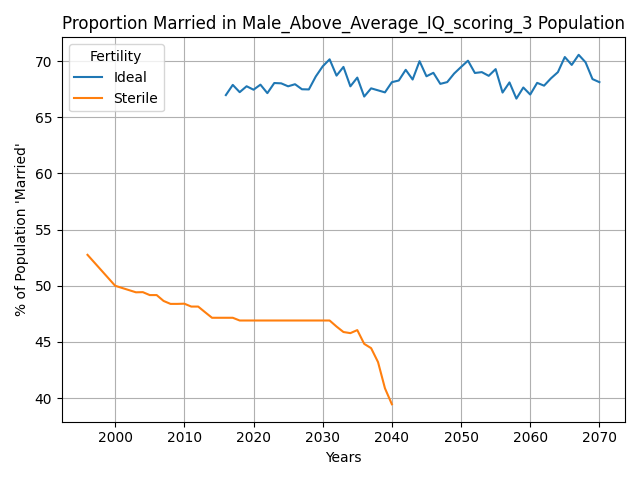 Proportion Married in Male_Above_Average_IQ_scoring_3 Population
Fertility
Ideal
Sterile
% of Population 'Married'
70
65
60
55
50
45
40
2000 2010 2020 2030 2040 2050 2060 2070
Years